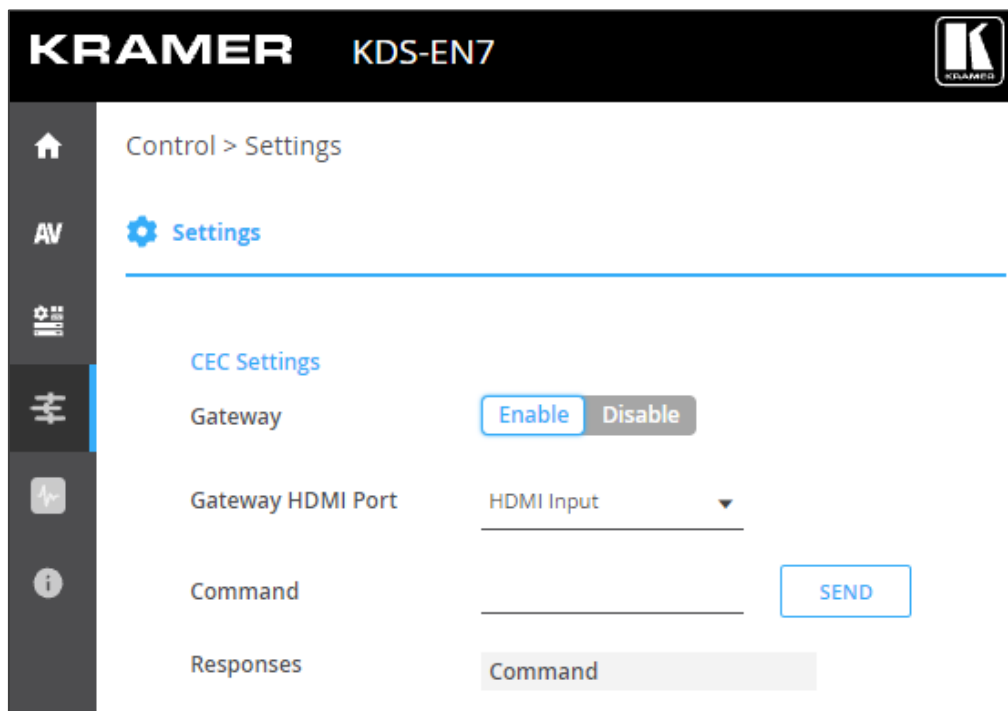 KRAMER KDS-EN7 KRAMER
Control > Settings
AV
Settings
CEC Settings
Gateway Enable Disable
Gateway HDMI Port HDMI Input
Command SEND
Responses Command